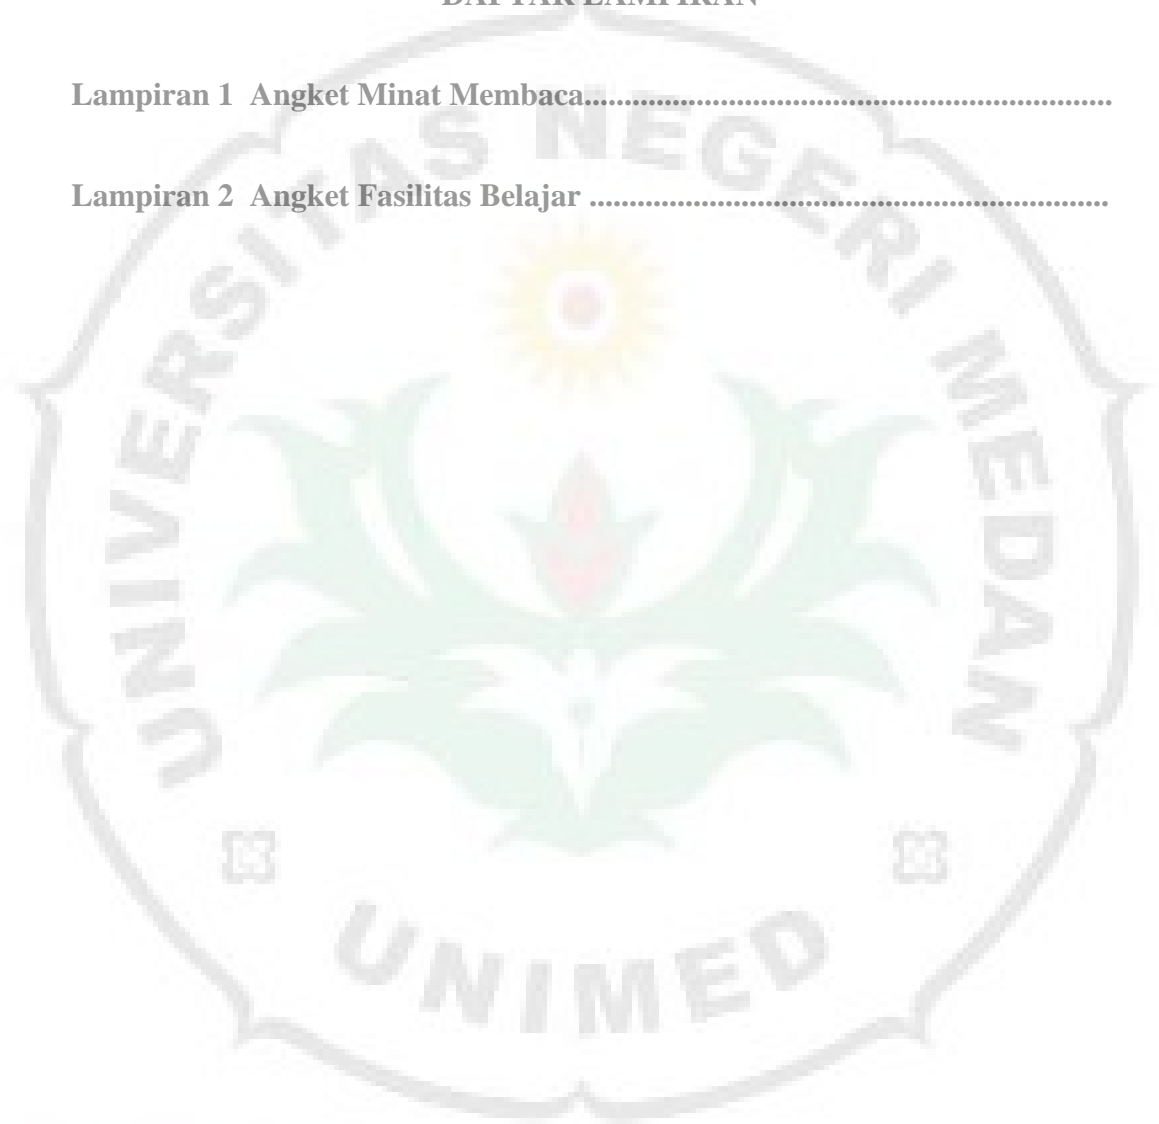 DAFTAR LAMPIRAN
Lampiran 1 Angket Minat Membaca.................................................................
Lampiran 2 Angket Fasilitas Belajar ................................................................
UNIVERSITAS NEGERI MEDAN
UNIMED